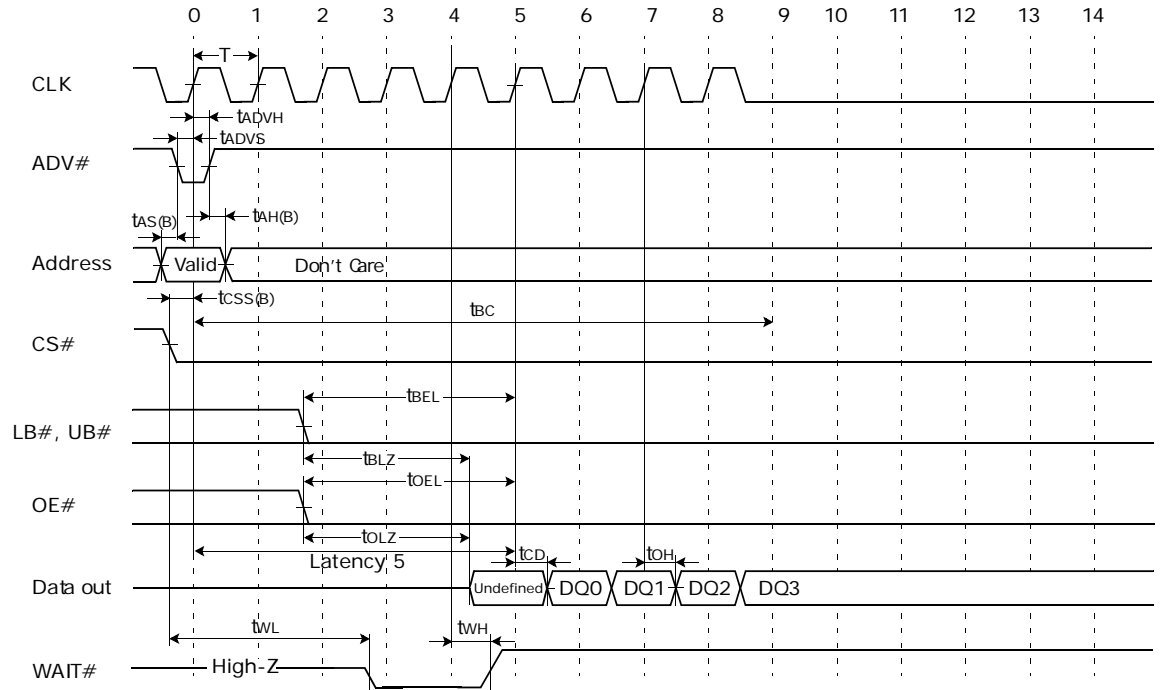 0 1 2 3 4 5 6 7 8 9 10 11 12 13 14
T
CLK
tADVH
tADVS
ADV#
tAS(B) tAH(B)
Address Valid Don't Care
tCSS(B)
tBC
CS#
tBEL
LB#, UB#
tBLZ
tOEL
OE#
tOLZ
Latency 5 tCD tOH
Data out Undefined DQ0 DQ1 DQ2 DQ3
tWL tWH
WAIT# High-Z